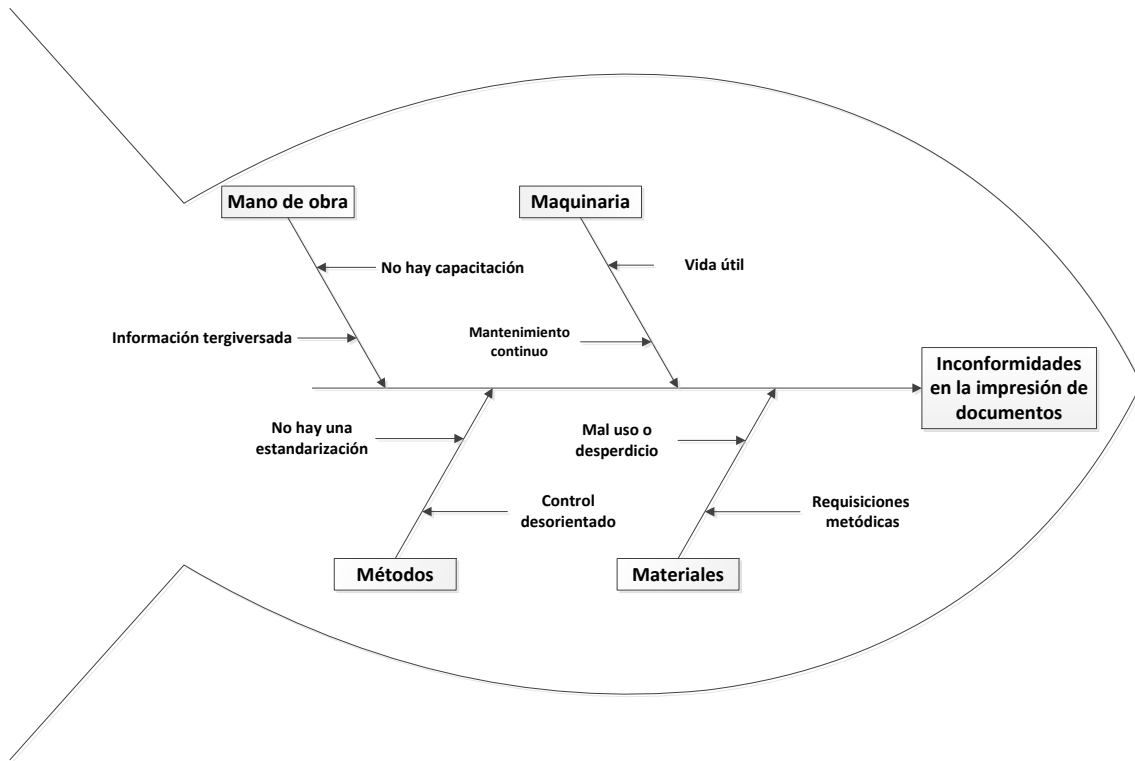 Mano de obra
Maquinaria
No hay capacitación
Vida útil
Información tergiversada
Mantenimiento
continuo
Inconformidades
en la impresión de
documentos
No hay una
estandarización
Mal uso o
desperdicio
Control
desorientado
Requisiciones
metódicas
Métodos
Materiales